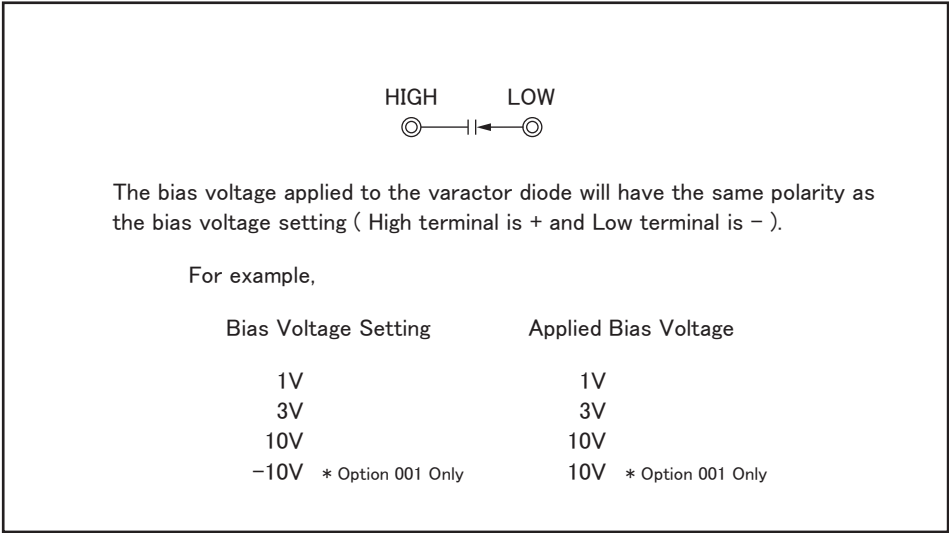 HIGH LOW
The bias voltage applied to the varactor diode will have the same polarity as
the bias voltage setting ( High terminal is + and Low terminal is − ).
For example,
Bias Voltage Setting Applied Bias Voltage
1V 1V
3V 3V
10V 10V
−10V * Option 001 Only 10V * Option 001 Only